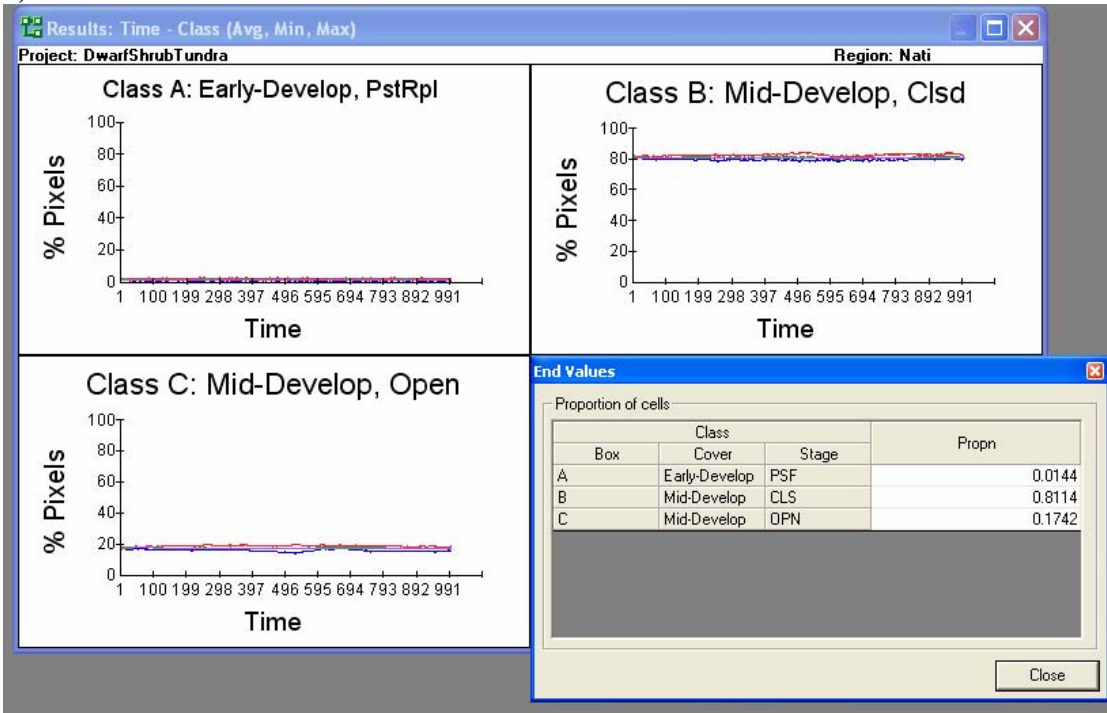 Results: Time - Class (Avg, Min, Max)
Project: DwarfShrubTundra Region: Nati
Class A: Early-Develop, PstRpl
100
80
60
40
20
0
% Pixels
1 100 199 298 397 496 595 694 793 892 991
Time
Class B: Mid-Develop, Clsd
100
80
60
40
20
0
% Pixels
1 100 199 298 397 496 595 694 793 892 991
Time
Class C: Mid-Develop, Open
100
80
60
40
20
0
% Pixels
1 100 199 298 397 496 595 694 793 892 991
Time
End Values
Proportion of cells
Class Propn
Box Cover Stage
A Early-Develop PSF 0.0144
B Mid-Develop CLS 0.8114
C Mid-Develop OPN 0.1742
Close